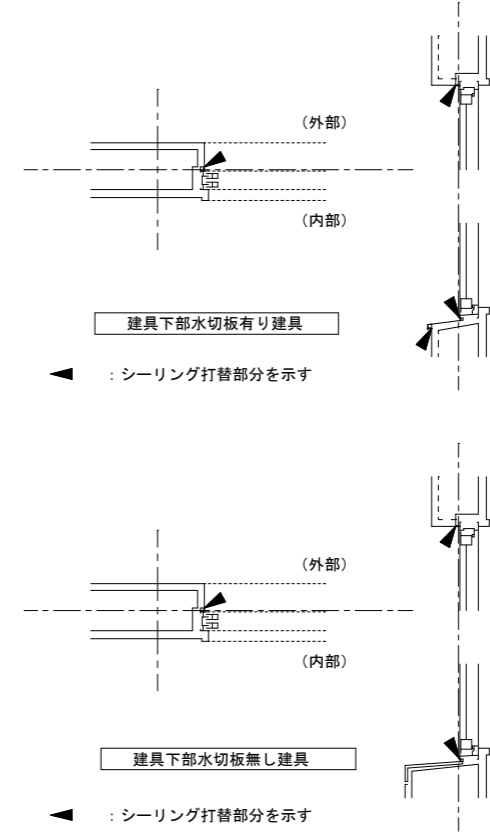 （外部）
（内部）
建具下部水切板有り建具
：シーリング打替部分を示す
（外部）
（内部）
建具下部水切板無し建具
：シーリング打替部分を示す